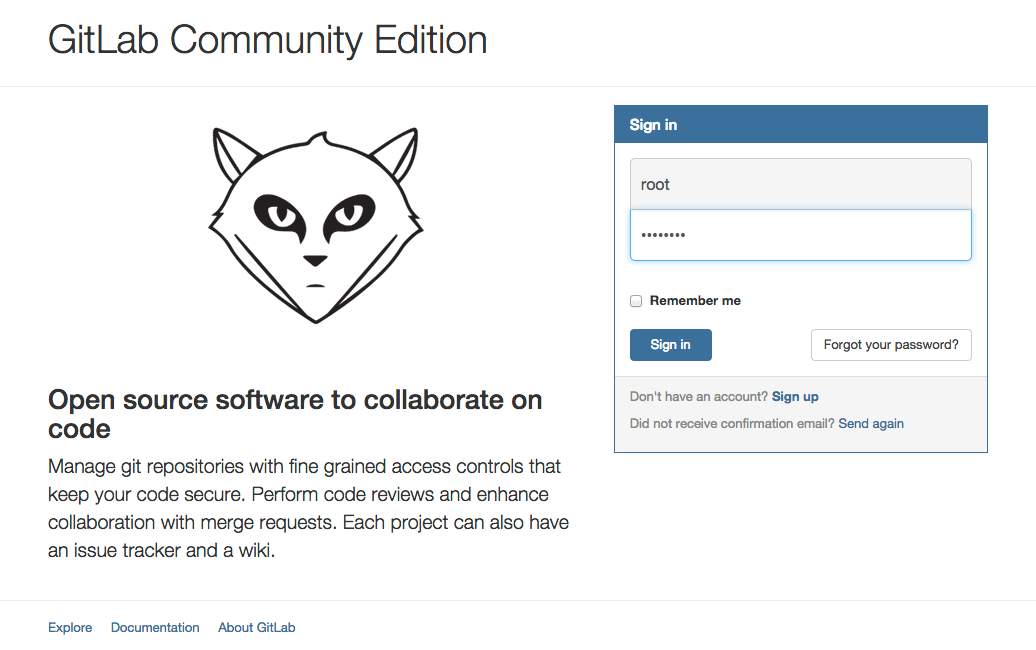 GitLab Community Edition
Sign in
root
••••••••
Remember me
Sign in
Forgot your password?
Don't have an account? Sign up
Did not receive confirmation email? Send again
Open source software to collaborate on
code
Manage git repositories with fine grained access controls that
keep your code secure. Perform code reviews and enhance
collaboration with merge requests. Each project can also have
an issue tracker and a wiki.
Explore
Documentation
About GitLab